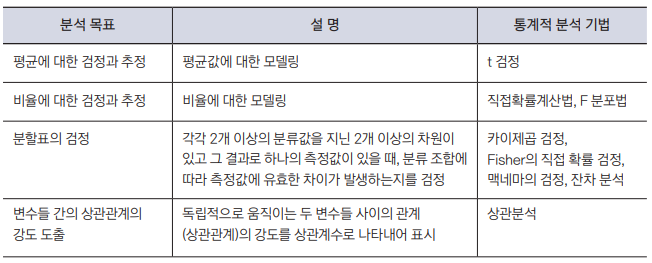 분석 목표 설 명 통계적 분석 기법
평균에 대한 검정과 추정 평균값에 대한 모델링 t 검정
비율에 대한 검정과 추정 비율에 대한 모델링 직접확률계산법, F 분포법
분할표의 검정 각각 2개 이상의 분류값을 지닌 2개 이상의 차원이 카이제곱 검정,
있고 그 결과로 하나의 측정값이 있을 때, 분류 조합에 Fisher의 직접 확률 검정,
따라 측정값에 유효한 차이가 발생하는지를 검정 맥네마의 검정, 잔차 분석
변수들 간의 상관관계의 독립적으로 움직이는 두 변수들 사이의 관계 상관분석
강도 도출 (상관관계)의 강도를 상관계수로 나타내어 표시